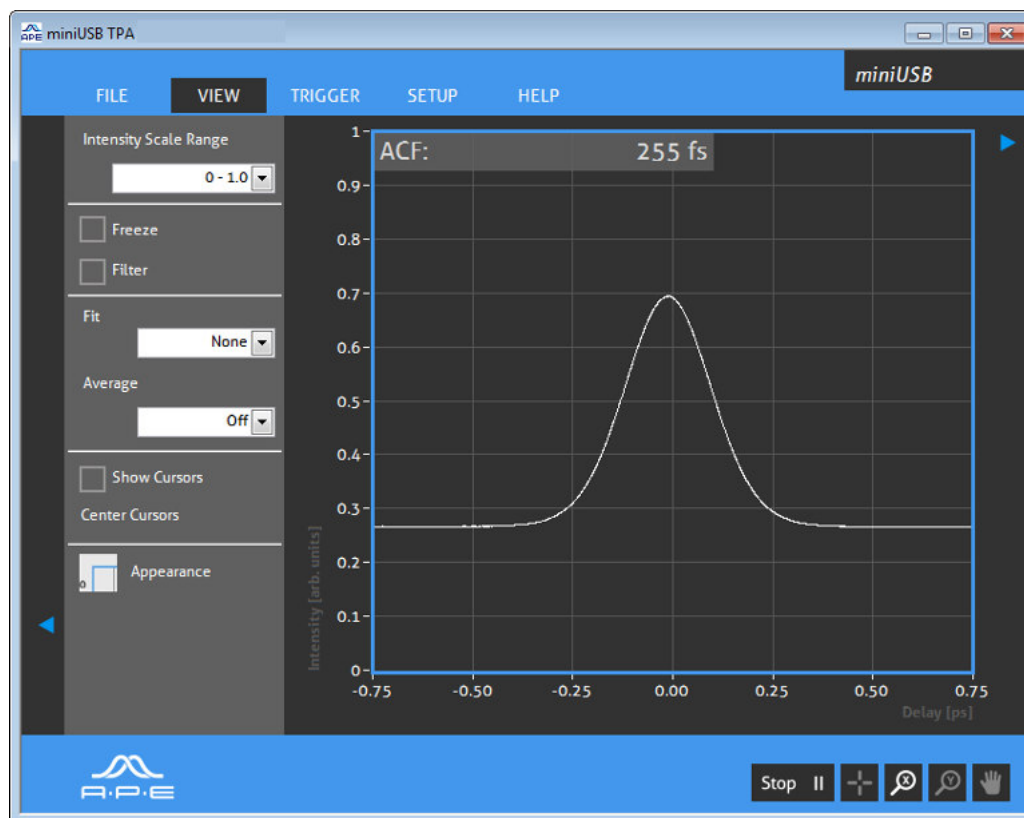 APE miniUSB TPA
miniUSB
FILE VIEW TRIGGER SETUP HELP
Intensity Scale Range
0 - 1.0
Freeze
Filter
Fit
None
Average
Off
Show Cursors
Center Cursors
0
Appearance
ACF: 255 fs
1
0.9
0.8
0.7
0.6
0.5
0.4
0.3
0.2
0.1
0
Intensity [arb. units]
-0.75 -0.50 -0.25 0.00 0.25 0.50 0.75
Delay [ps]
A·P·E
Stop
X
Y